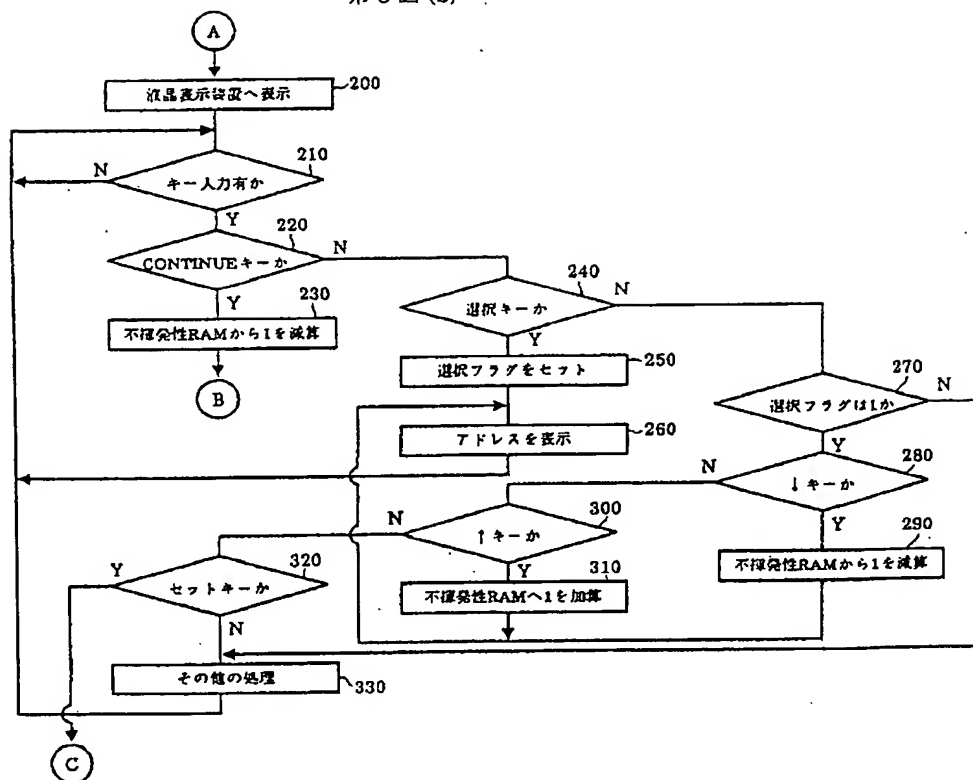 A
液晶表示装置へ表示
200
210
N
キー入力有か
Y
220
N
CONTINUEキーか
Y
230
不揮発性RAMから1を減算
B
240
N
選択キーか
Y
250
選択フラグをセット
260
アドレスを表示
270
N
選択フラグは1か
Y
280
N
↓キーか
Y
290
不揮発性RAMから1を減算
300
N
↑キーか
Y
310
不揮発性RAMへ1を加算
320
Y
セットキーか
N
その他の処理
330
C